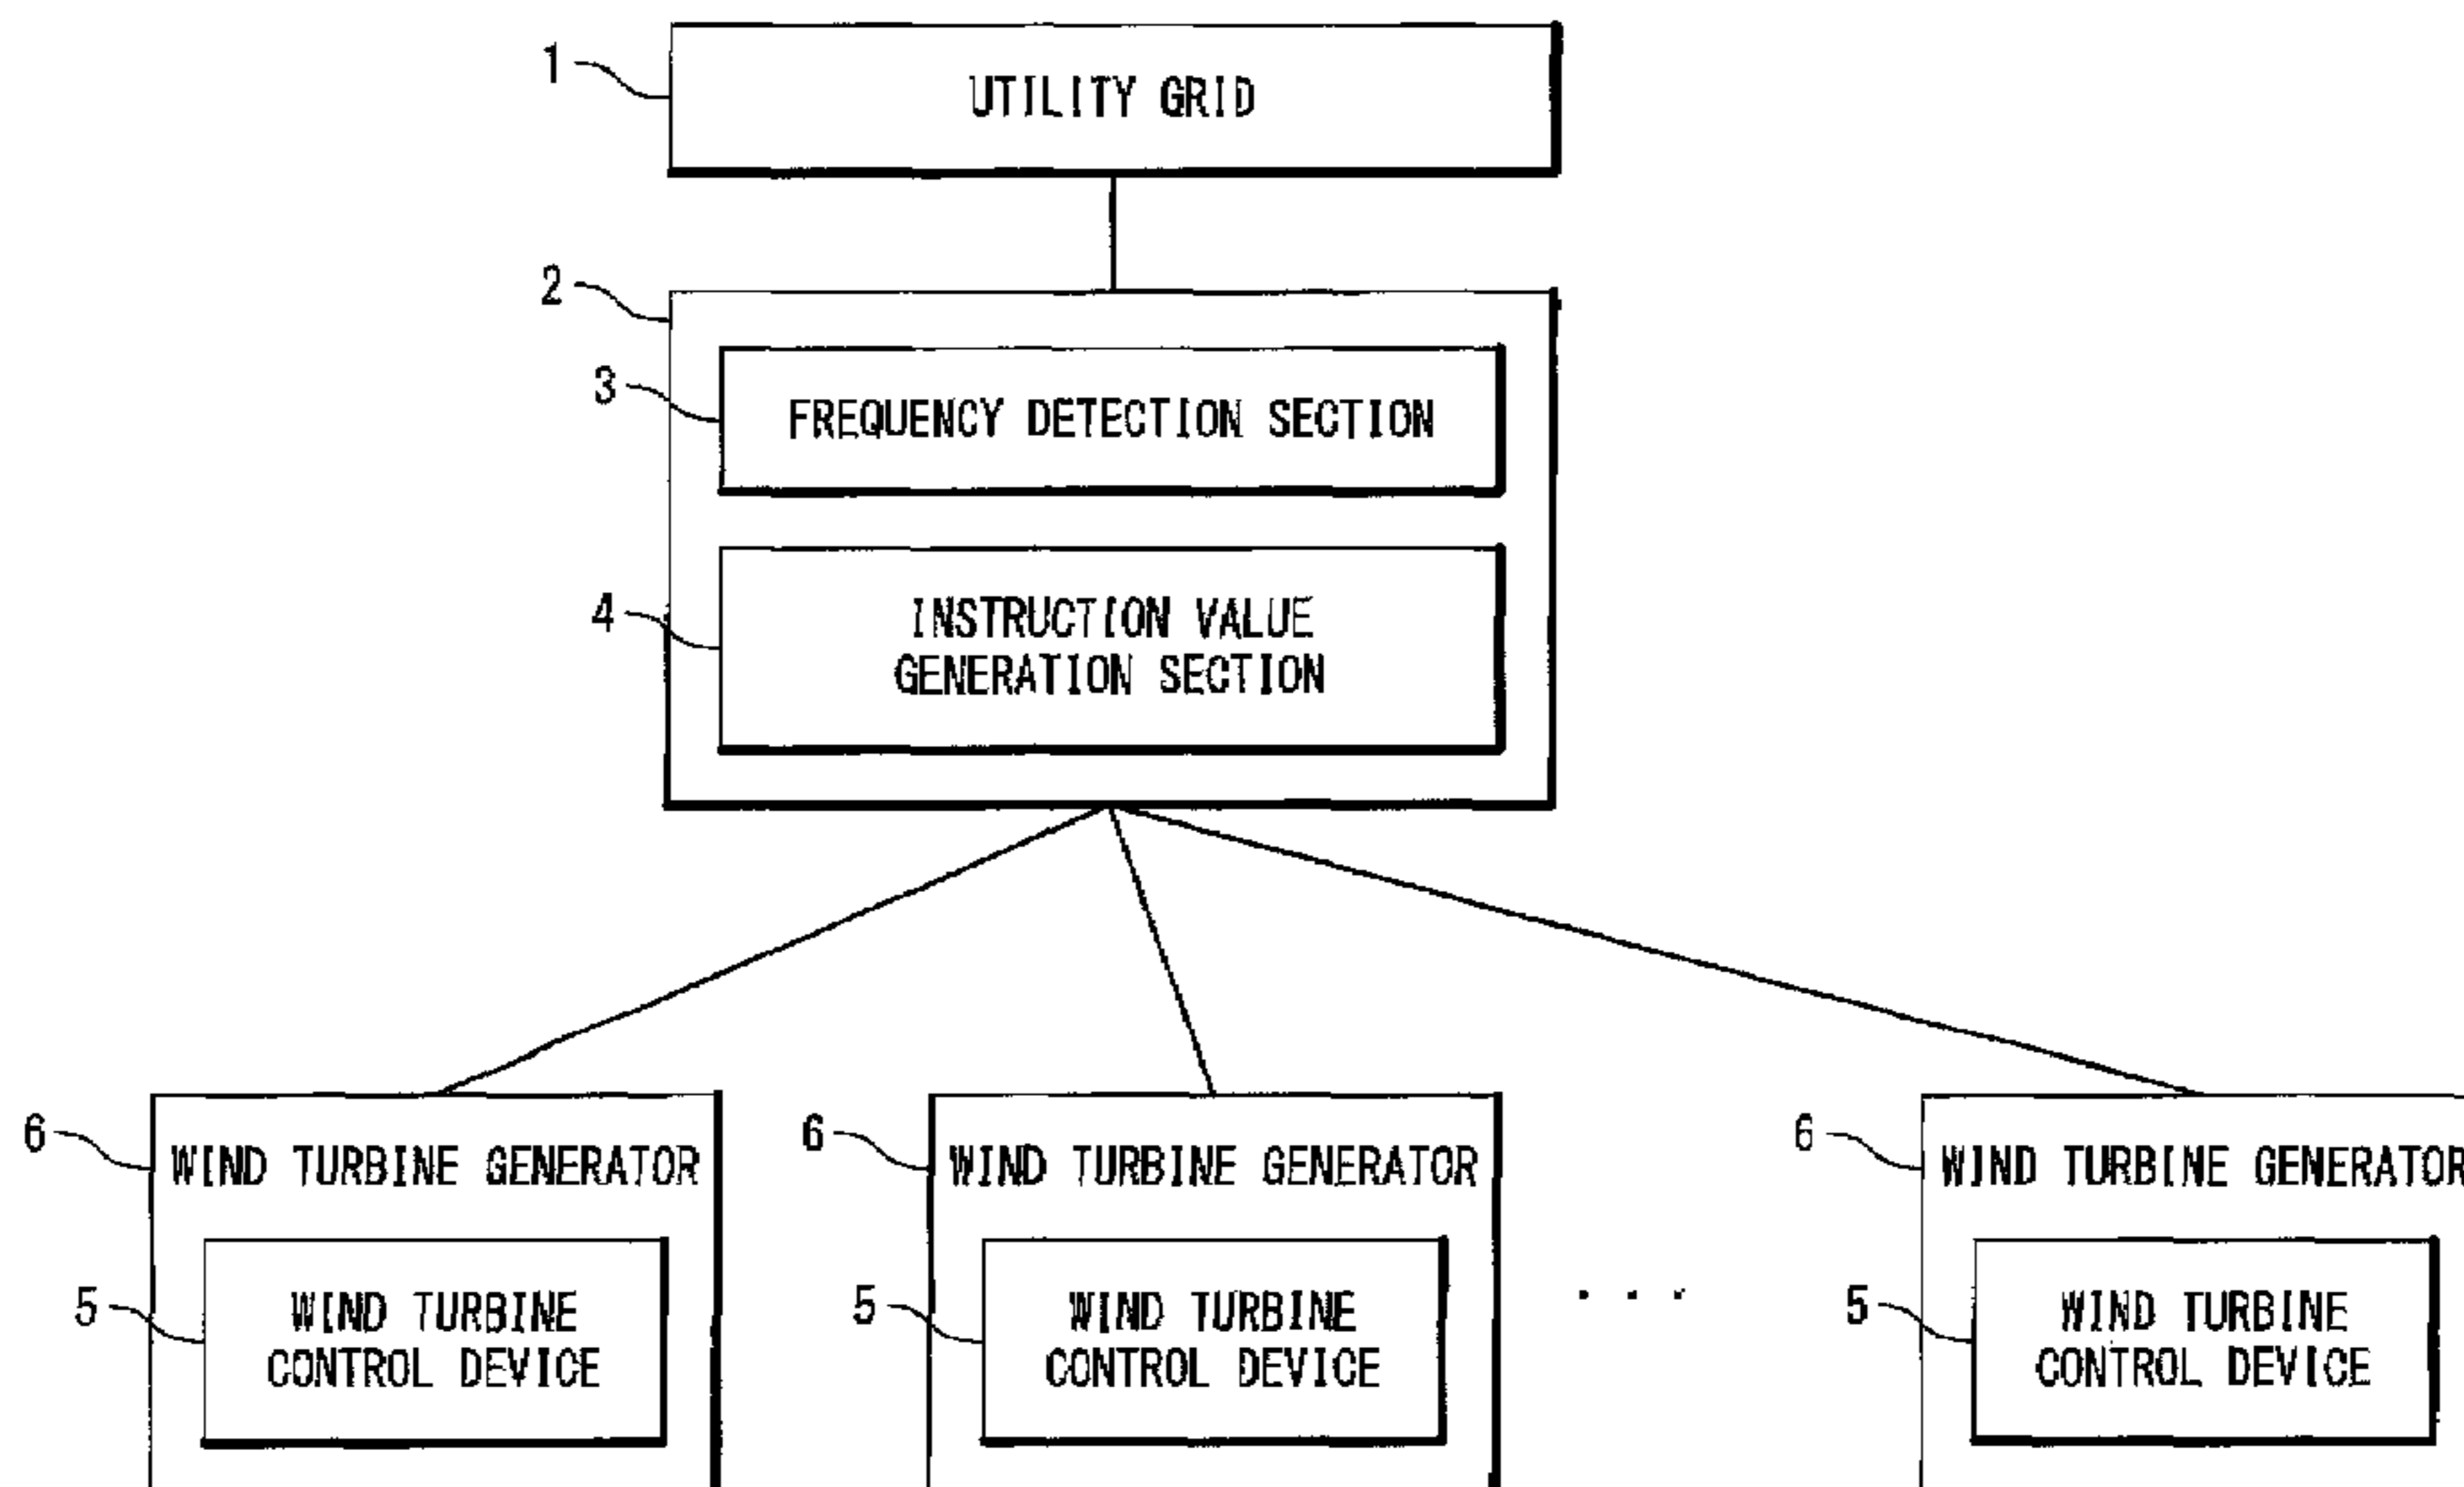 1
UTILITY GRID
2
3
FREQUENCY DETECTION SECTION
4
INSTRUCTION VALUE
GENERATION SECTION
6
WIND TURBINE GENERATOR
6
WIND TURBINE GENERATOR
6
WIND TURBINE GENERATOR
5
WIND TURBINE
CONTROL DEVICE
5
WIND TURBINE
CONTROL DEVICE
. . .
5
WIND TURBINE
CONTROL DEVICE